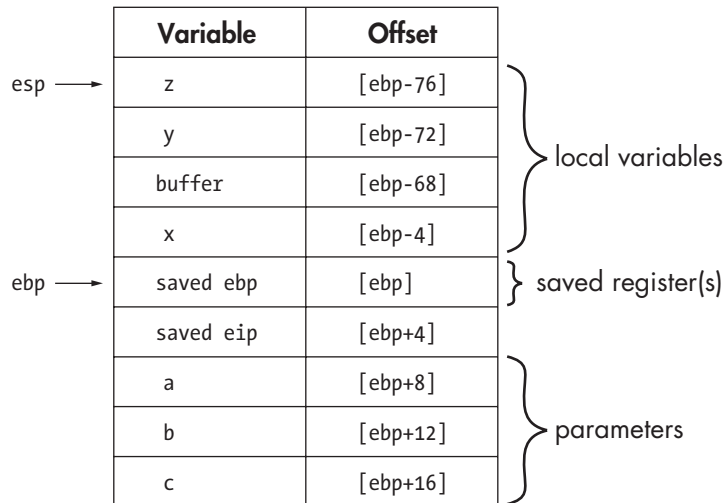 Variable Offset
esp z [ebp-76]
y [ebp-72]
local variables
buffer [ebp-68]
x [ebp-4]
ebp saved ebp [ebp] saved register(s)
saved eip [ebp+4]
a [ebp+8]
b [ebp+12] parameters
c [ebp+16]